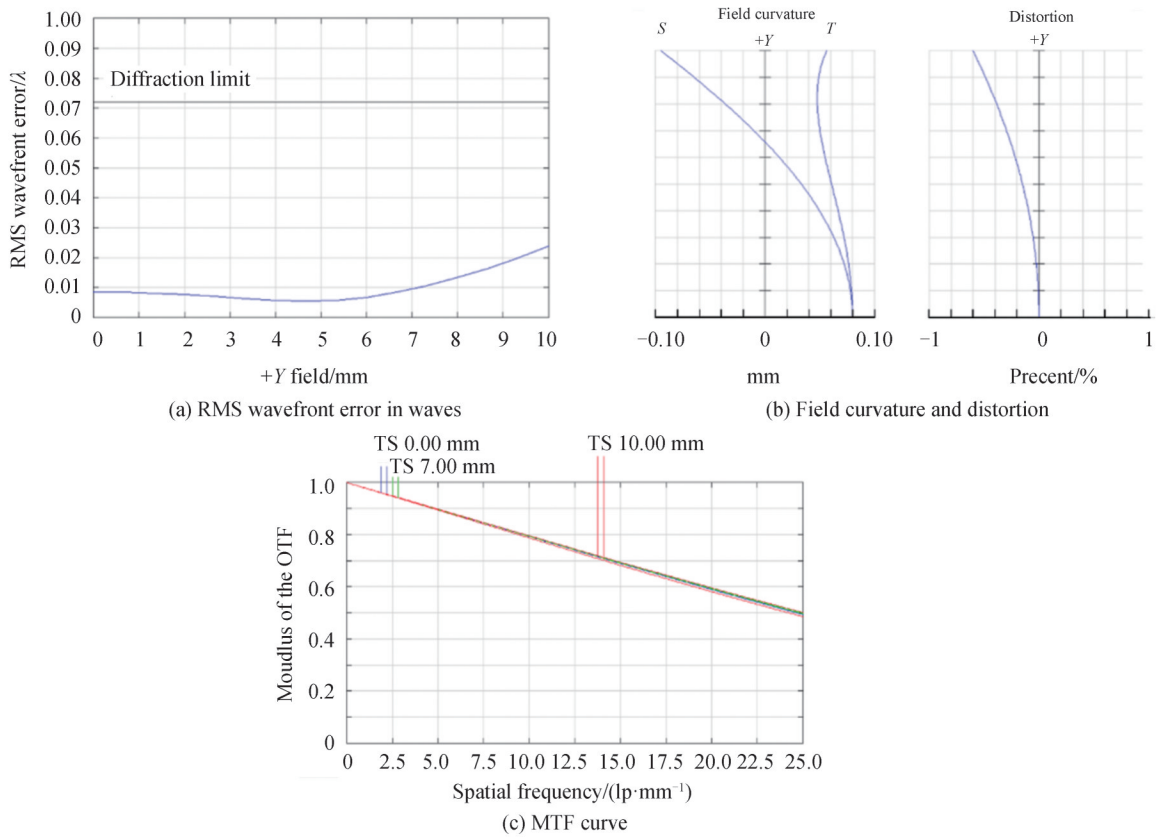 1.00
0.09
0.08
Diffraction limit
0.07
0.06
0.05
0.04
0.03
0.02
0.01
0
RMS wavefrent error/λ
0 1 2 3 4 5 6 7 8 9 10
+Y field/mm
(a) RMS wavefront error in waves
Field curvature
S +Y T
−0.10 0 0.10
mm
Distortion
+Y
−1 0 1
Precent/%
(b) Field curvature and distortion
TS 0.00 mm
TS 7.00 mm
TS 10.00 mm
1.0
0.8
0.6
0.4
0.2
0
Moudlus of the OTF
0 2.5 5.0 7.5 10.0 12.5 15.0 17.5 20.0 22.5 25.0
Spatial frequency/(lp·mm⁻¹)
(c) MTF curve